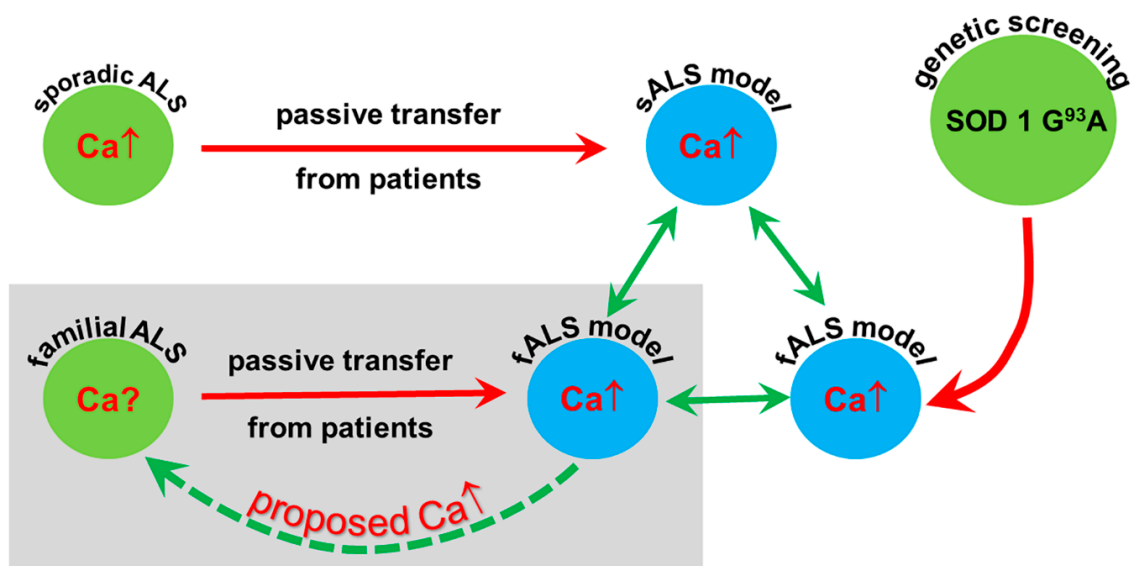 sporadic ALS
Ca↑
passive transfer
from patients
sALS model
Ca↑
genetic screening
SOD 1 G⁹³A
familial ALS
Ca?
passive transfer
from patients
fALS model
Ca↑
fALS model
Ca↑
proposed Ca↑